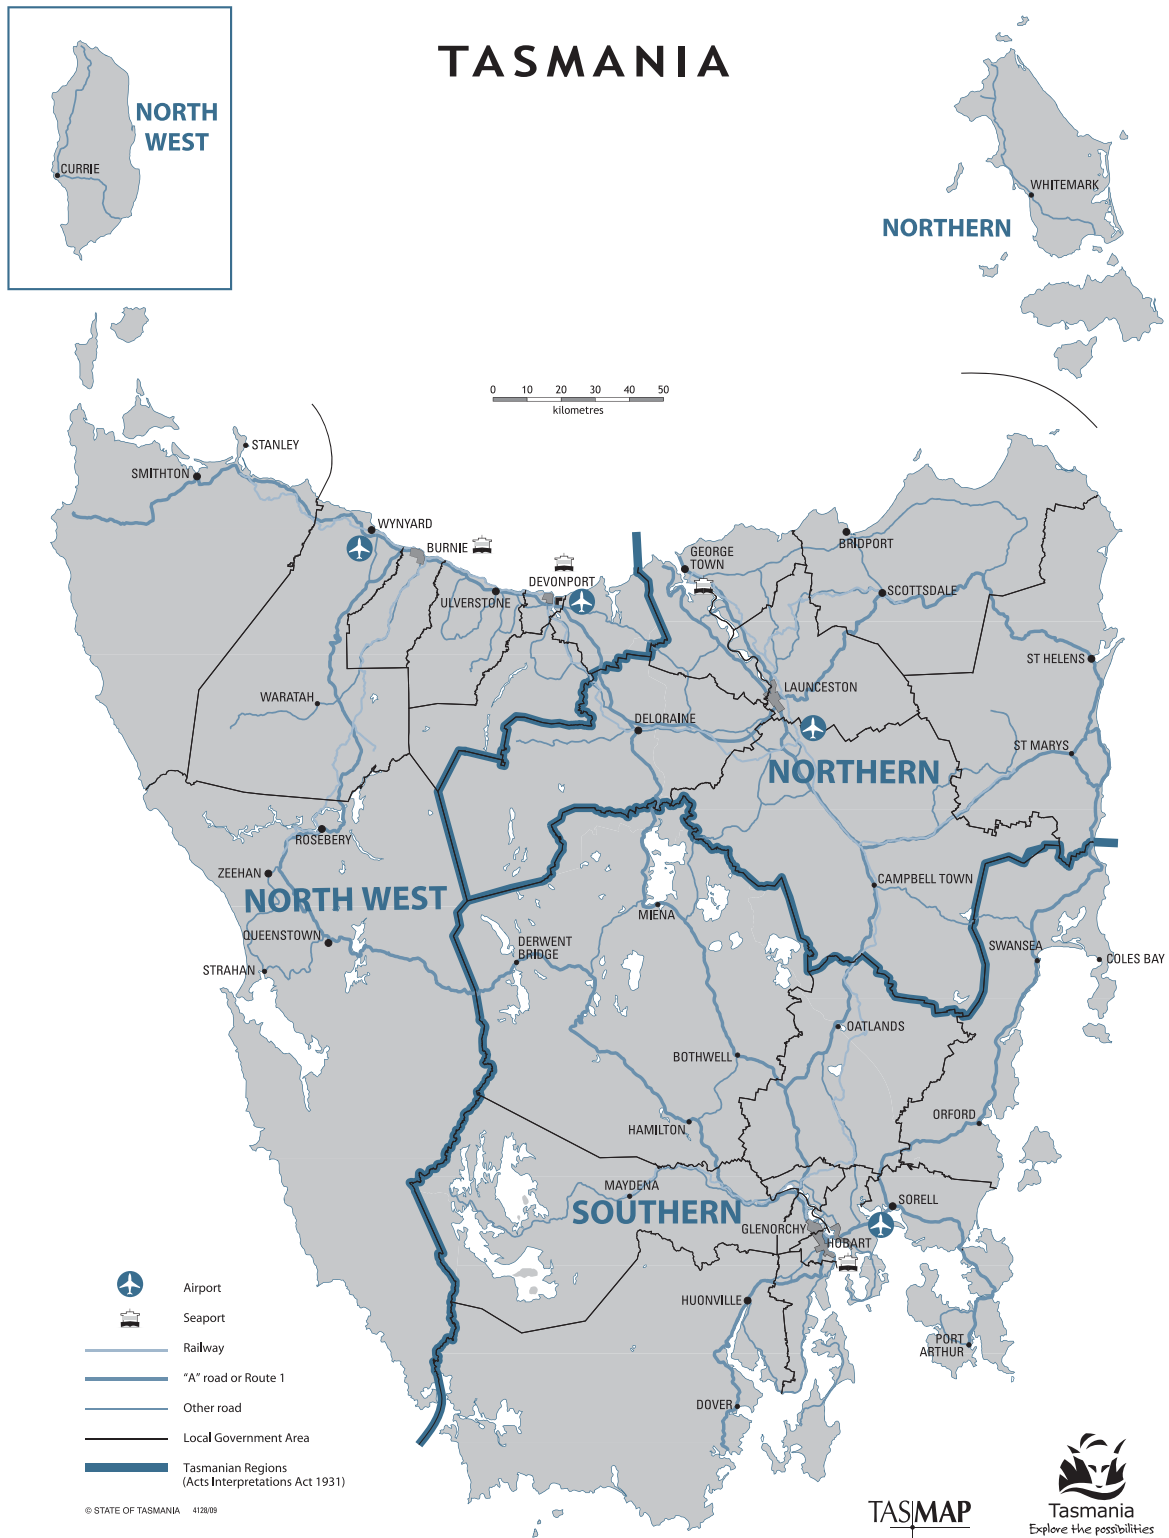 TASMANIA
NORTH
WEST
CURRIE
WHITEMARK
NORTHERN
0 10 20 30 40 50
kilometres
STANLEY
SMITHTON
WYNYARD
BURNIE
DEVONPORT
ULVERSTONE
GEORGE
TOWN
BRIDPORT
SCOTTSDALE
ST HELENS
WARATAH
LAUNCESTON
DELORAINE
ST MARYS
NORTHERN
ROSEBERY
ZEEHAN
NORTH WEST
CAMPBELL TOWN
MIENA
QUEENSTOWN
DERWENT
BRIDGE
SWANSEA
COLES BAY
STRAHAN
OATLANDS
BOTHWELL
ORFORD
HAMILTON
MAYDENA
SORELL
SOUTHERN
GLENORCHY
HOBART
HUONVILLE
PORT
ARTHUR
DOVER
Airport
Seaport
Railway
“A” road or Route 1
Other road
Local Government Area
Tasmanian Regions
(Acts Interpretations Act 1931)
© STATE OF TASMANIA 4128/09
TASMAP
Tasmania
Explore the possibilities